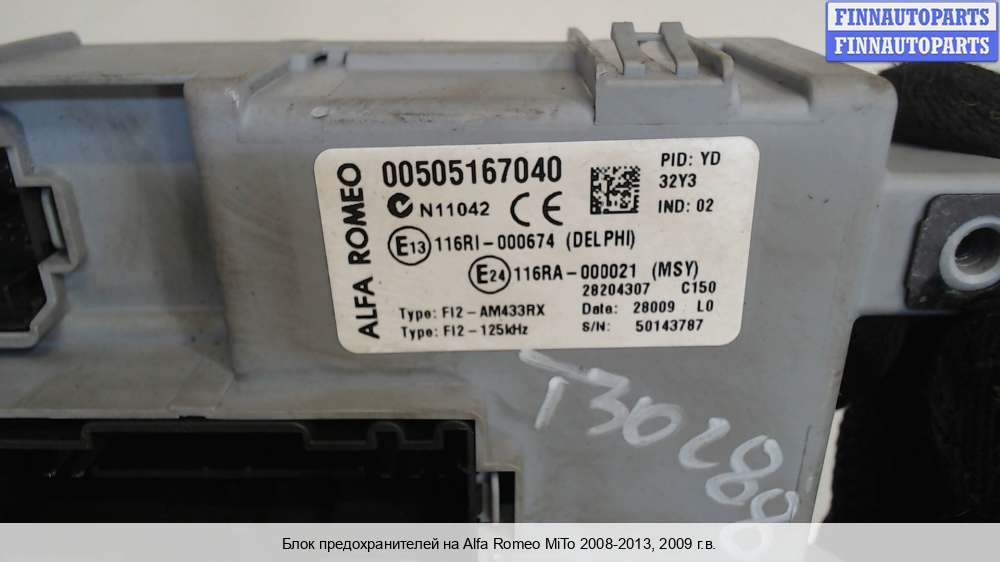 FINNAUTOPARTS
FINNAUTOPARTS
ALFA ROMEO
00505167040
PID: YD
32Y3
N11042 CE
IND: 02
E13 116RI-000674 (DELPHI)
E24 116RA-000021 (MSY)
28204307 C150
Type: FI2-AM433RX Date: 28009 L0
Type: FI2-125kHz S/N: 50143787
T30288
Блок предохранителей на Alfa Romeo MiTo 2008-2013, 2009 г.в.